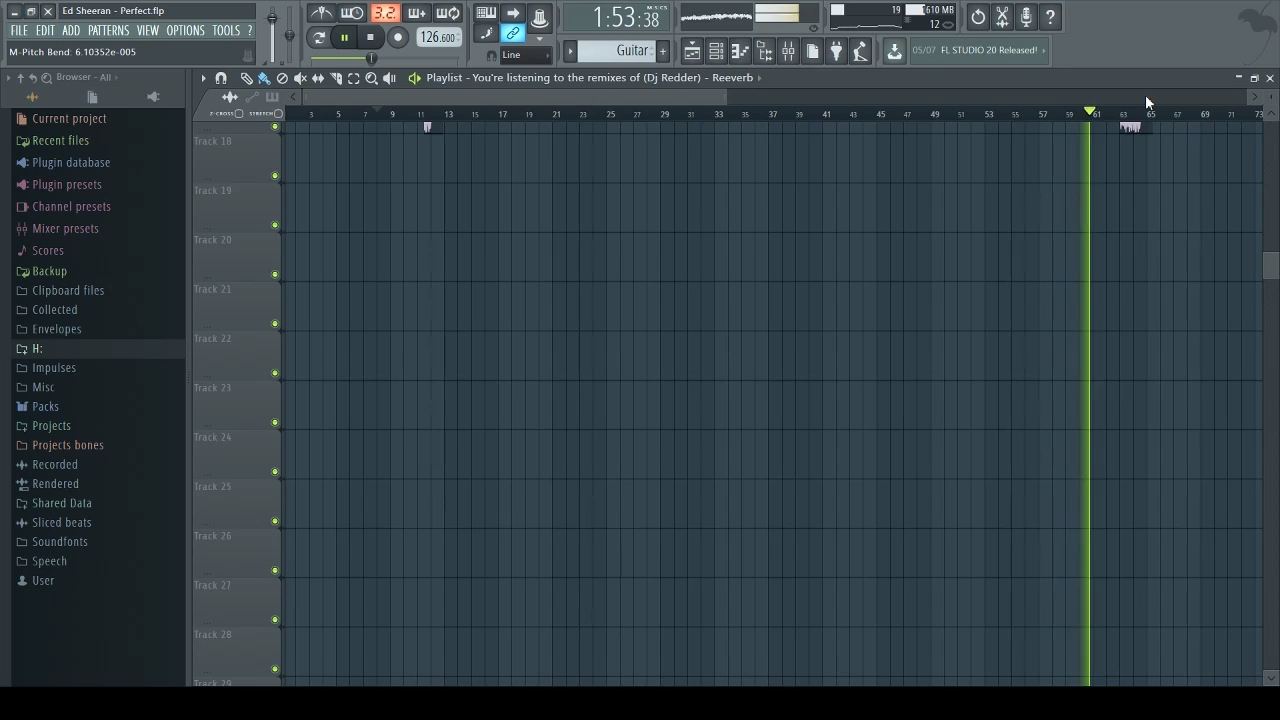 Ed Sheeran - Perfect.flp
FILE EDIT ADD PATTERNS VIEW OPTIONS TOOLS ?
M-Pitch Bend: 6.10352e-005
3.2
126.600
Line
1:53:38
M:S:CS
Guitar
19
610 MB
12
05/07 FL STUDIO 20 Released!
Browser - All
Playlist - You're listening to the remixes of (Dj Redder) - Reeverb
Z-CROSS STRETCH
3 5 7 9 11 13 15 17 19 21 23 25 27 29 31 33 35 37 39 41 43 45 47 49 51 53 55 57 59 61 63 65 67 69 71 73
Current project
Recent files
Plugin database
Plugin presets
Channel presets
Mixer presets
Scores
Backup
Clipboard files
Collected
Envelopes
H:
Impulses
Misc
Packs
Projects
Projects bones
Recorded
Rendered
Shared Data
Sliced beats
Soundfonts
Speech
User
Track 18
Track 19
Track 20
Track 21
Track 22
Track 23
Track 24
Track 25
Track 26
Track 27
Track 28
Track 29